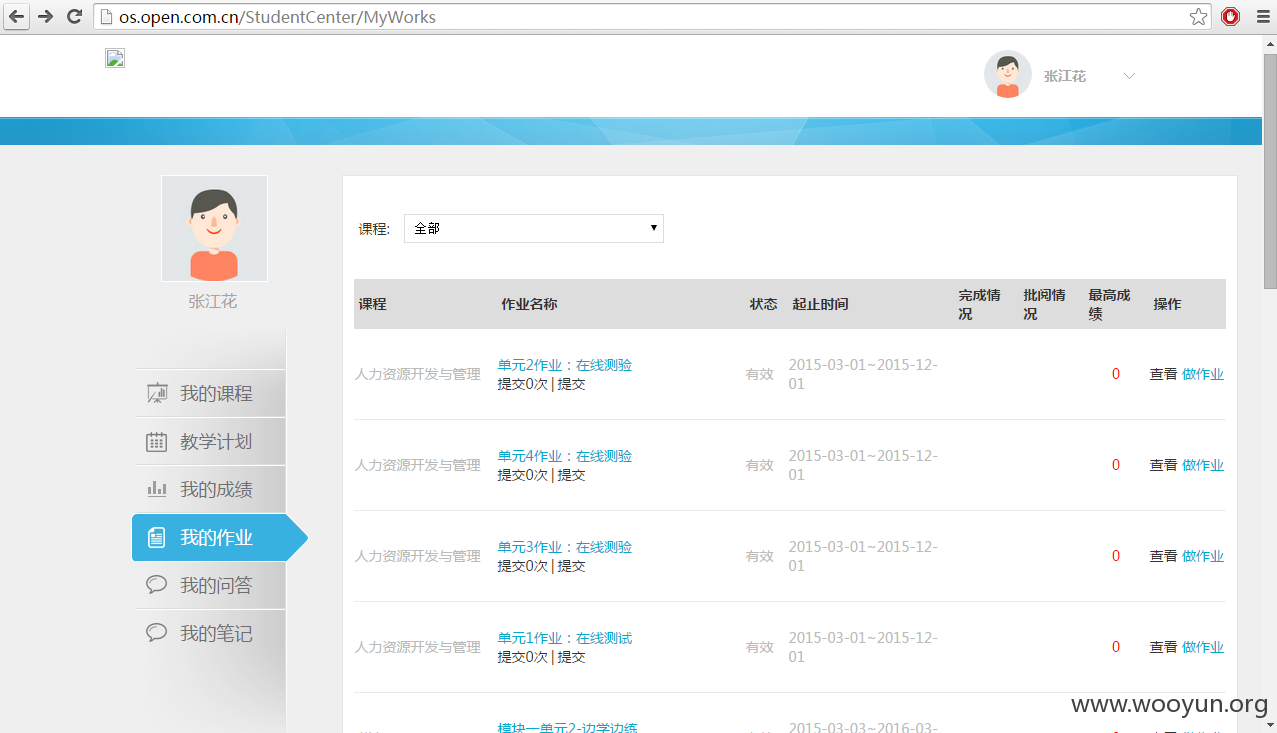 os.open.com.cn/StudentCenter/MyWorks
张江花
张江花
我的课程
教学计划
我的成绩
我的作业
我的问答
我的笔记
课程: 全部
课程 作业名称 状态 起止时间 完成情况 批阅情况 最高成绩 操作
人力资源开发与管理 单元2作业：在线测验 有效 2015-03-01~2015-12-01 0 查看 做作业
提交0次 | 提交
人力资源开发与管理 单元4作业：在线测验 有效 2015-03-01~2015-12-01 0 查看 做作业
提交0次 | 提交
人力资源开发与管理 单元3作业：在线测验 有效 2015-03-01~2015-12-01 0 查看 做作业
提交0次 | 提交
人力资源开发与管理 单元1作业：在线测试 有效 2015-03-01~2015-12-01 0 查看 做作业
提交0次 | 提交
模块一单元2-边学边练 2015-03-03~2016-03-
www.wooyun.org